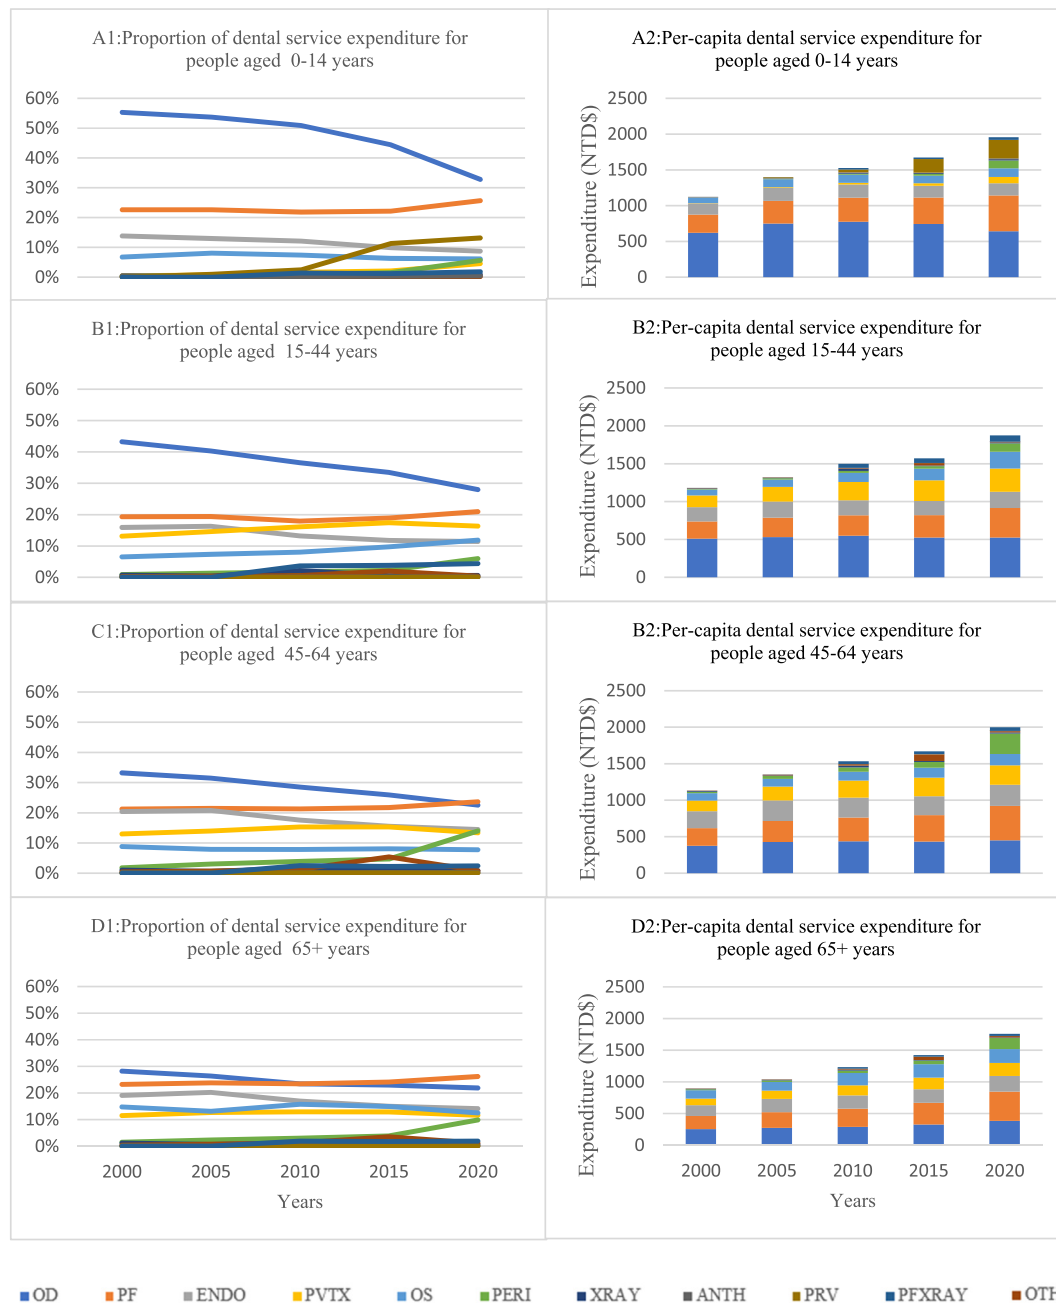 A1:Proportion of dental service expenditure for
people aged 0-14 years
60%
50%
40%
30%
20%
10%
0%
A2:Per-capita dental service expenditure for
people aged 0-14 years
Expenditure (NTD$)
2500
2000
1500
1000
500
0
B1:Proportion of dental service expenditure for
people aged 15-44 years
60%
50%
40%
30%
20%
10%
0%
B2:Per-capita dental service expenditure for
people aged 15-44 years
Expenditure (NTD$)
2500
2000
1500
1000
500
0
C1:Proportion of dental service expenditure for
people aged 45-64 years
60%
50%
40%
30%
20%
10%
0%
B2:Per-capita dental service expenditure for
people aged 45-64 years
Expenditure (NTD$)
2500
2000
1500
1000
500
0
D1:Proportion of dental service expenditure for
people aged 65+ years
60%
50%
40%
30%
20%
10%
0%
2000 2005 2010 2015 2020
Years
D2:Per-capita dental service expenditure for
people aged 65+ years
Expenditure (NTD$)
2500
2000
1500
1000
500
0
2000 2005 2010 2015 2020
Years
OD PF ENDO PVTX OS PERI XRAY ANTH PRV PFXRAY